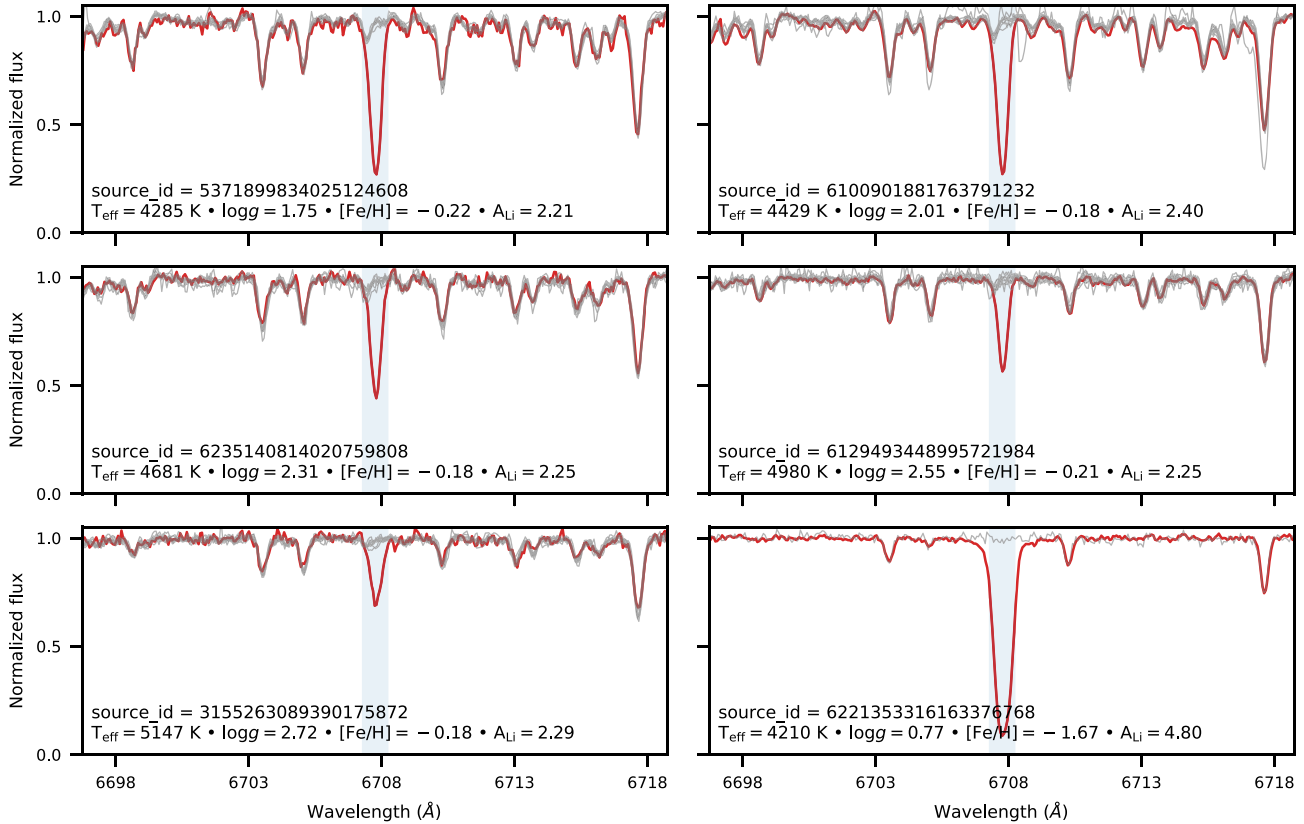 Normalized flux
1.0
0.5
0.0
source_id = 5371899834025124608
T_eff = 4285 K • log g = 1.75 • [Fe/H] = −0.22 • A_Li = 2.21
source_id = 6100901881763791232
T_eff = 4429 K • log g = 2.01 • [Fe/H] = −0.18 • A_Li = 2.40
Normalized flux
1.0
0.5
0.0
source_id = 6235140814020759808
T_eff = 4681 K • log g = 2.31 • [Fe/H] = −0.18 • A_Li = 2.25
source_id = 6129493448995721984
T_eff = 4980 K • log g = 2.55 • [Fe/H] = −0.21 • A_Li = 2.25
Normalized flux
1.0
0.5
0.0
source_id = 3155263089390175872
T_eff = 5147 K • log g = 2.72 • [Fe/H] = −0.18 • A_Li = 2.29
source_id = 6221353316163376768
T_eff = 4210 K • log g = 0.77 • [Fe/H] = −1.67 • A_Li = 4.80
6698 6703 6708 6713 6718
6698 6703 6708 6713 6718
Wavelength (Å)
Wavelength (Å)